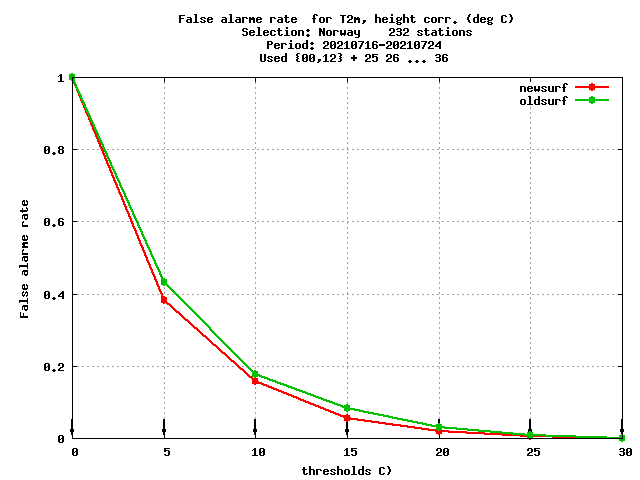 False alarme rate  for T2m, height corr. (deg C)
Selection: Norway    232 stations
Period: 20210716-20210724
Used {00,12} + 25 26 ... 36
newsurf
oldsurf
1
0.8
0.6
0.4
0.2
0
False alarme rate
0 5 10 15 20 25 30
thresholds C)